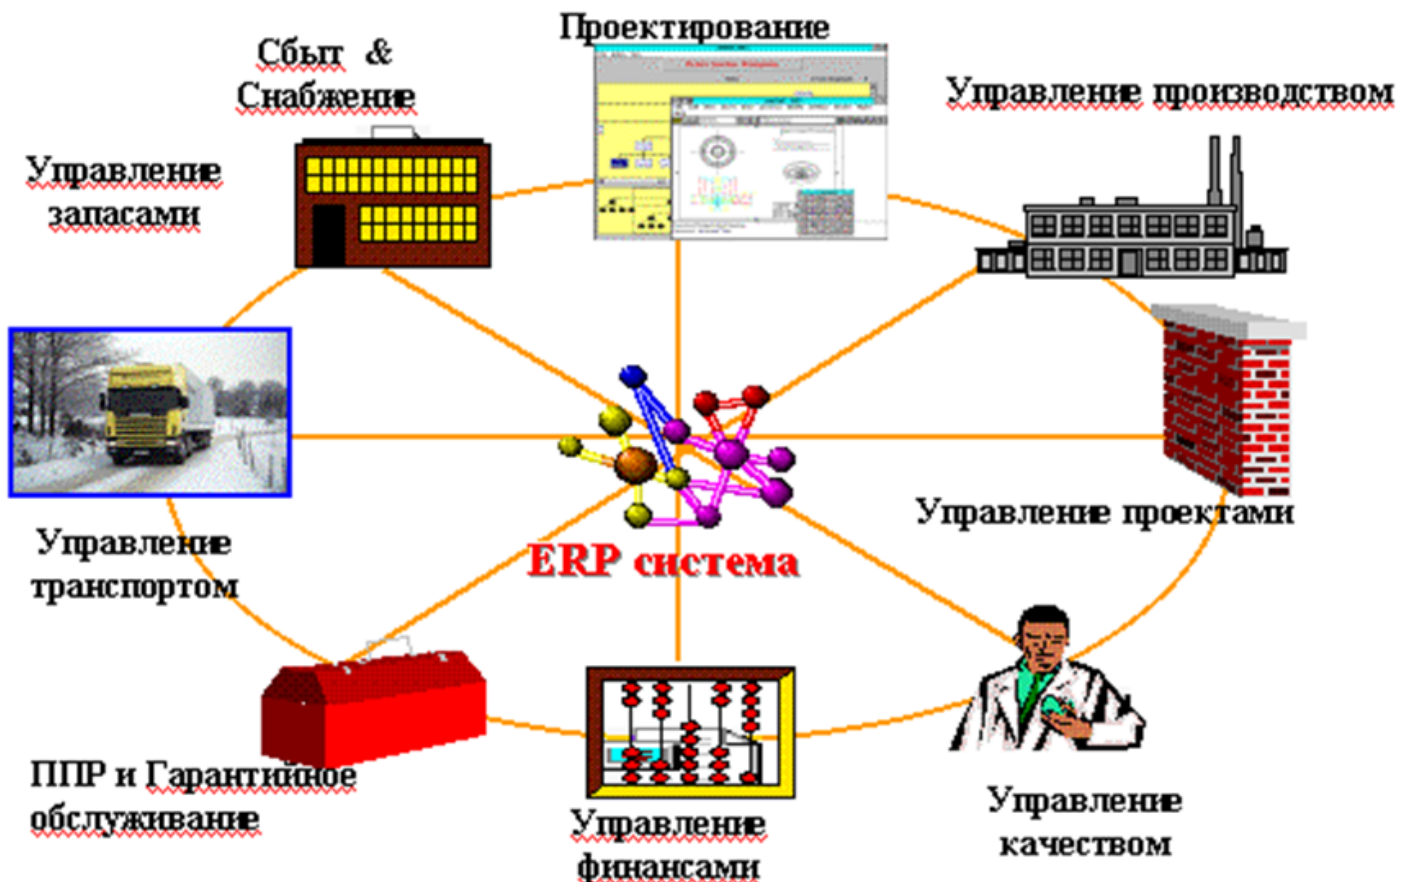 Проектирование
Сбыт &
Снабжение
Управление производством
Управление
запасами
Управление проектами
Управление
транспортом
ERP система
ППР и Гарантийное
обслуживание
Управление
финансами
Управление
качеством